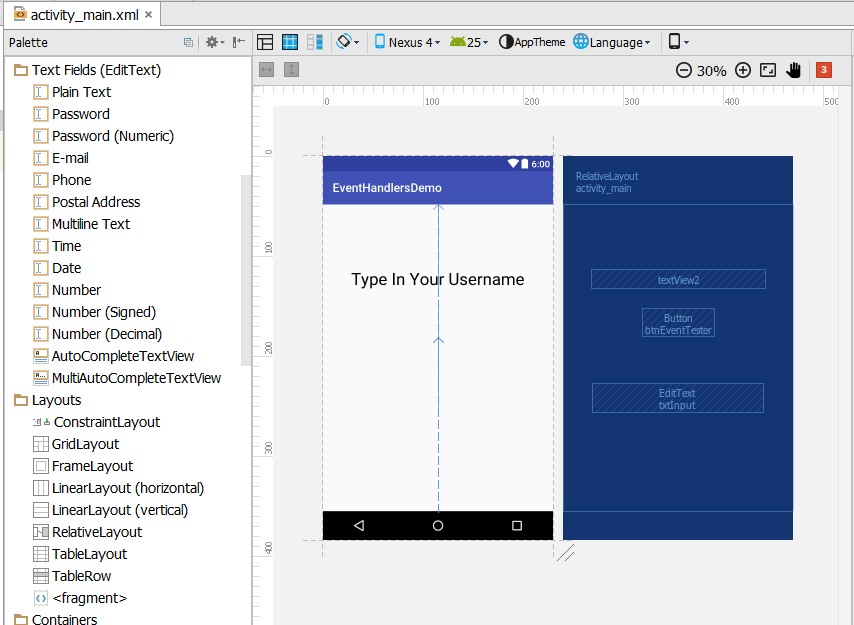 activity_main.xml
Palette
Nexus 4
25
AppTheme
Language
30%
3
Text Fields (EditText)
Plain Text
Password
Password (Numeric)
E-mail
Phone
Postal Address
Multiline Text
Time
Date
Number
Number (Signed)
Number (Decimal)
AutoCompleteTextView
MultiAutoCompleteTextView
Layouts
ConstraintLayout
GridLayout
FrameLayout
LinearLayout (horizontal)
LinearLayout (vertical)
RelativeLayout
TableLayout
TableRow
<fragment>
Containers
0
100
200
300
400
500
0
100
200
300
400
6:00
EventHandlersDemo
Type In Your Username
RelativeLayout
activity_main
textView2
Button
btnEventTester
EditText
txtInput